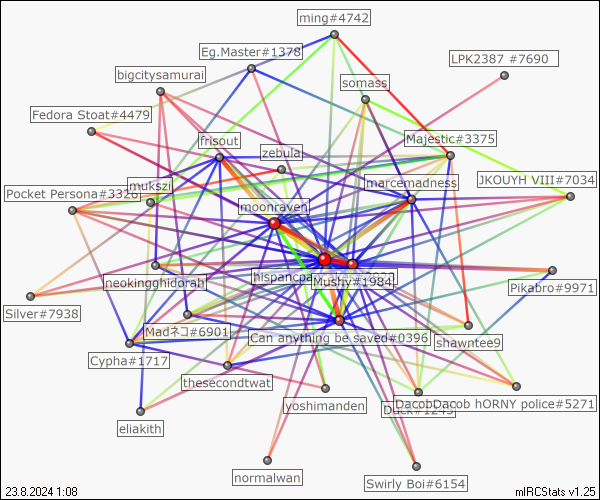 ming#4742
Eg.Master#1378
LPK2387 #7690
bigcitysamurai
somass
Fedora Stoat#4479
frisout
Majestic#3375
zebula
mukszi
marcemadness
JKOUYH VIII#7034
Pocket Persona#3326
moonraven
hispancpa
Mushy#1984
neokingghidorah
Pikabro#9971
Silver#7938
Madネコ#6901
Can anything be saved#0396
shawntee9
Cypha#1717
thesecondtwat
yoshimanden
DacobDacob hORNY police#5271
Duck#1245
eliakith
normalwan
Swirly Boi#6154
23.8.2024 1:08
mIRCStats v1.25